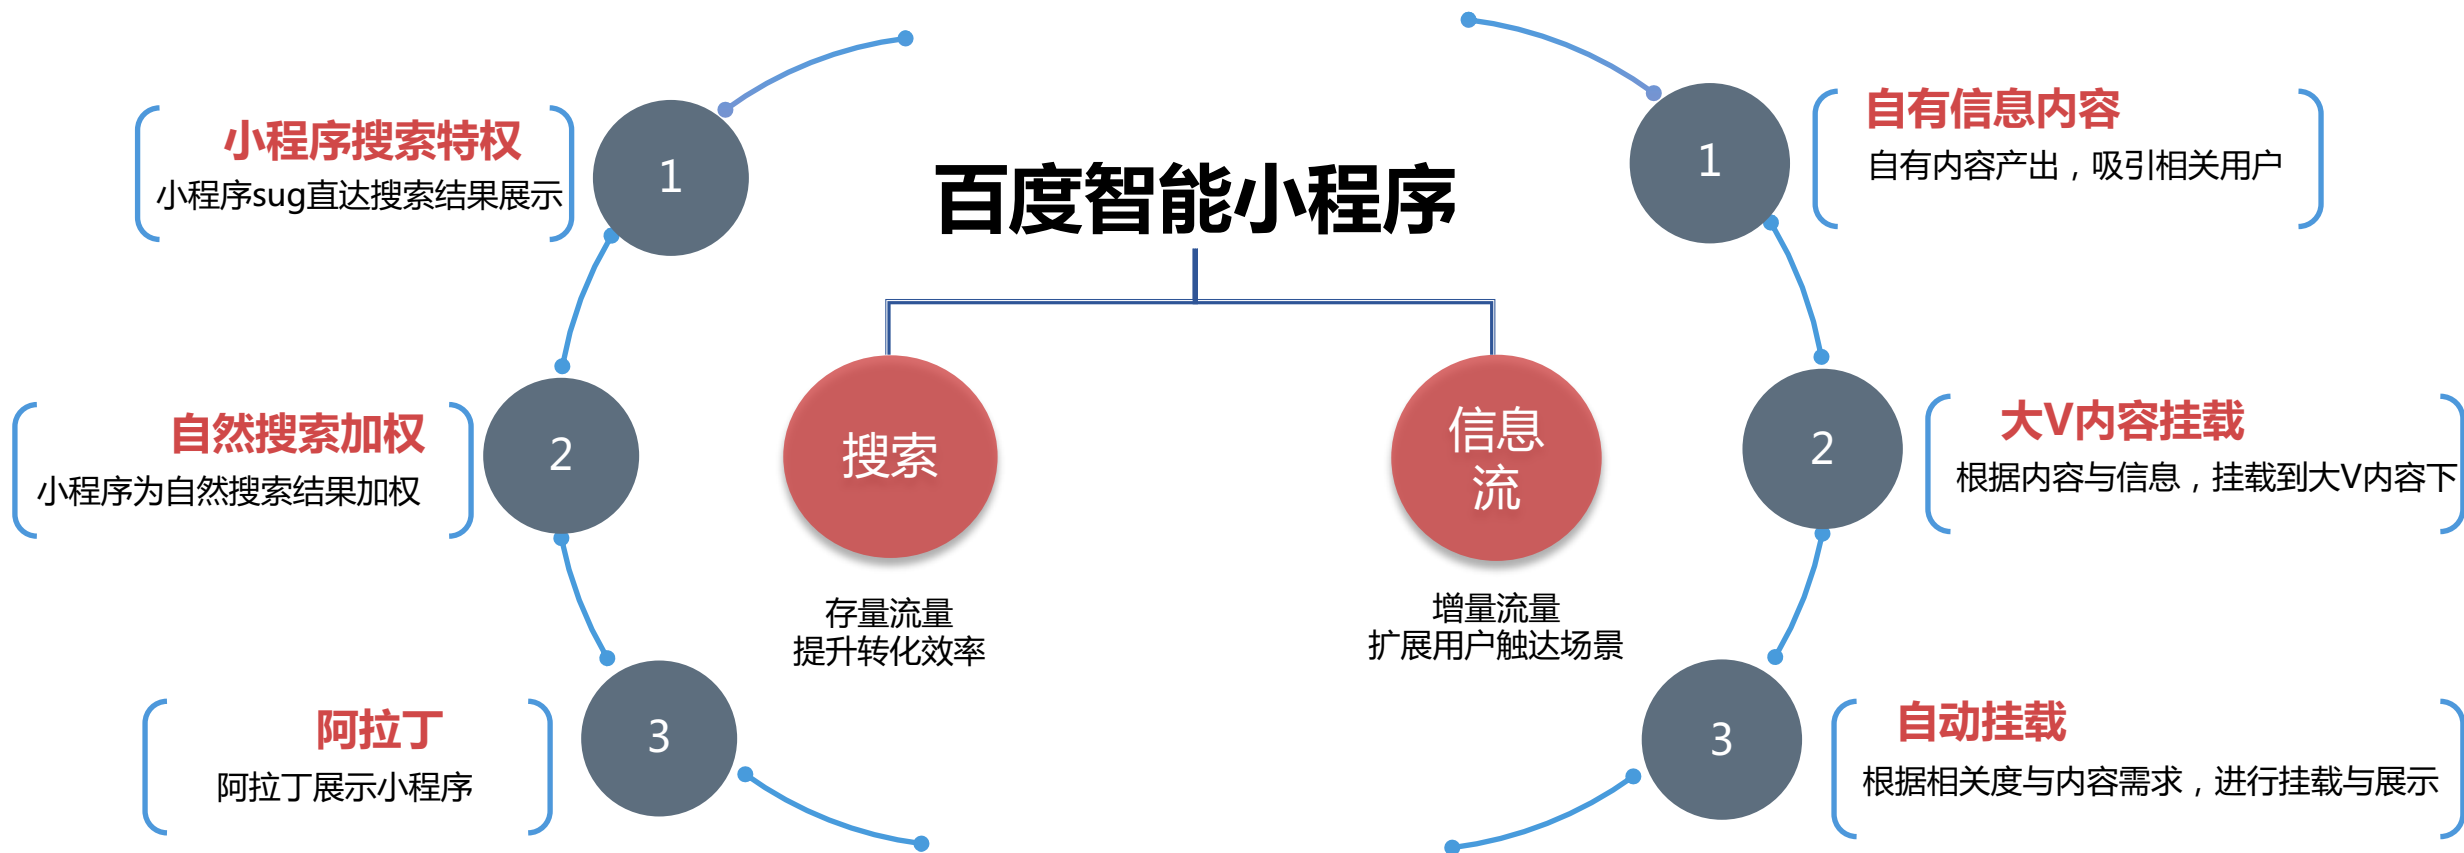 百度智能小程序
小程序搜索特权
小程序sug直达搜索结果展示
1
自然搜索加权
小程序为自然搜索结果加权
2
阿拉丁
阿拉丁展示小程序
3
搜索
存量流量
提升转化效率
信息
流
增量流量
扩展用户触达场景
1
自有信息内容
自有内容产出，吸引相关用户
2
大V内容挂载
根据内容与信息，挂载到大V内容下
3
自动挂载
根据相关度与内容需求，进行挂载与展示